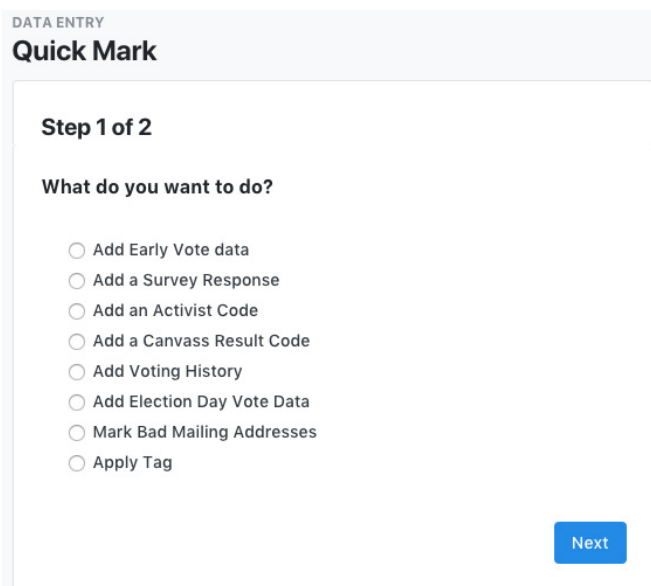 DATA ENTRY
Quick Mark
Step 1 of 2
What do you want to do?
Add Early Vote data
Add a Survey Response
Add an Activist Code
Add a Canvass Result Code
Add Voting History
Add Election Day Vote Data
Mark Bad Mailing Addresses
Apply Tag
Next